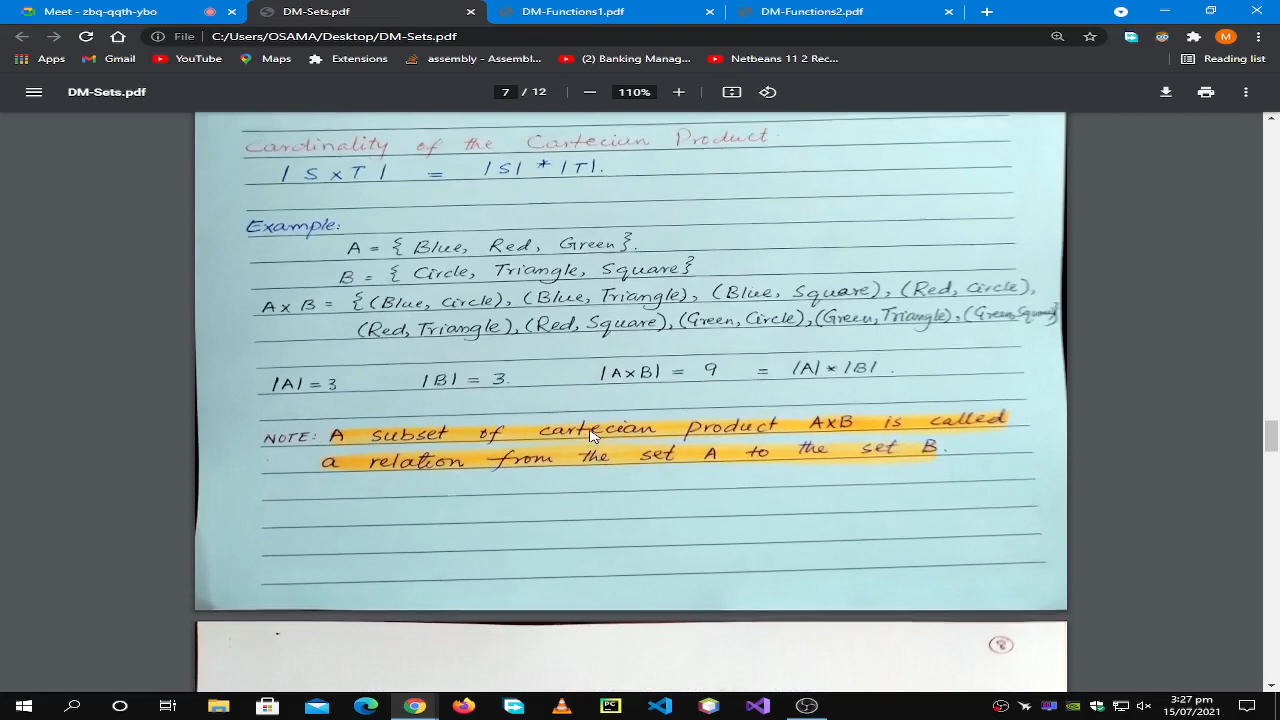 Meet - zbq-qqth-ybo
DM-Sets.pdf
DM-Functions1.pdf
DM-Functions2.pdf
File
C:/Users/OSAMA/Desktop/DM-Sets.pdf
Apps
Gmail
YouTube
Maps
Extensions
assembly - Assembl...
(2) Banking Manag...
Netbeans 11 2 Rec...
Reading list
DM-Sets.pdf
7 / 12
110%
Cardinality of the Cartecian Product.
|S x T| = |S| * |T|.
Example:
A = { Blue, Red, Green }.
B = { Circle, Triangle, Square}
A x B = {(Blue, Circle), (Blue, Triangle), (Blue, Square), (Red, Circle),
(Red, Triangle), (Red, Square), (Green, Circle), (Green, Triangle), (Green, Square)}
|A| = 3 |B| = 3. |AxB| = 9 = |A| * |B| .
NOTE: A subset of cartecian product AxB is called
a relation from the set A to the set B.
8
3:27 pm
15/07/2021